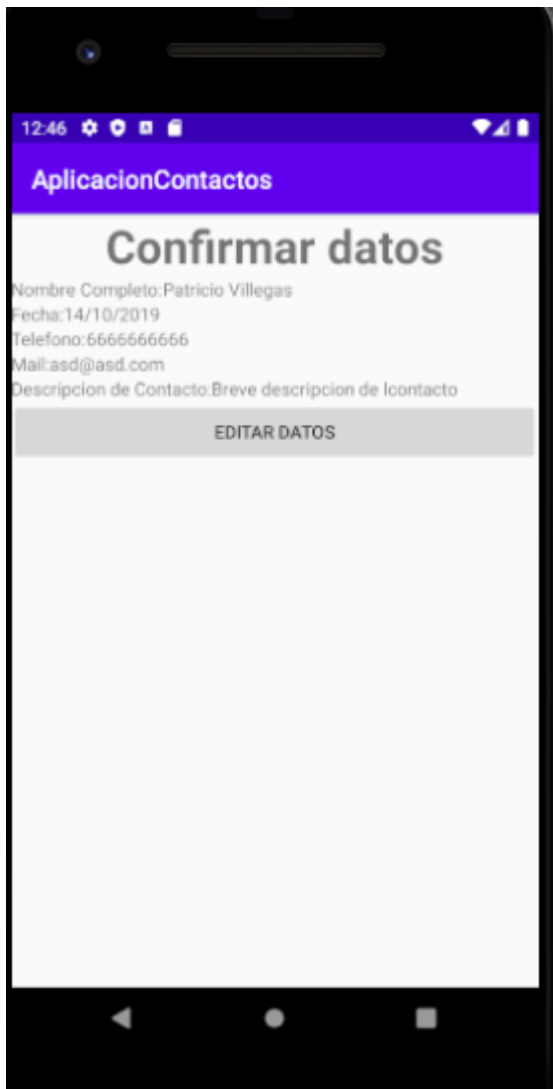 12:46
AplicacionContactos
Confirmar datos
Nombre Completo:Patricio Villegas
Fecha:14/10/2019
Telefono:6666666666
Mail:asd@asd.com
Descripcion de Contacto:Breve descripcion de lcontacto
EDITAR DATOS